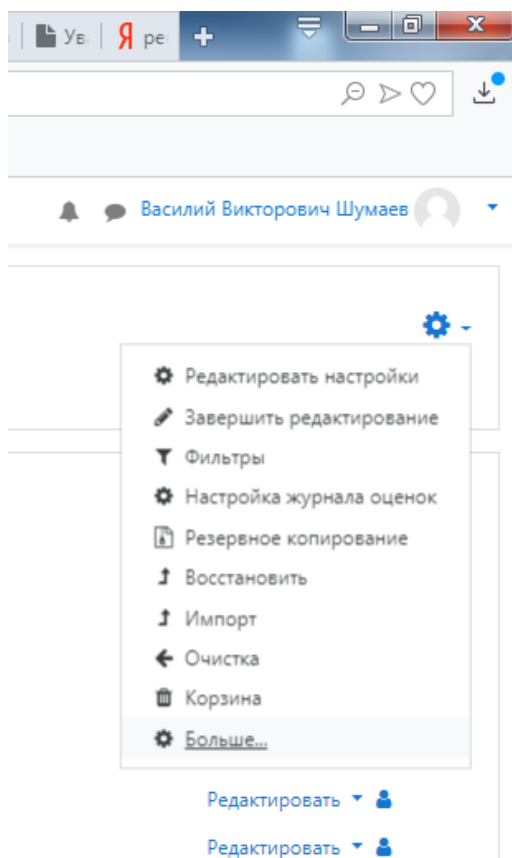 Ув
Я ре
Василий Викторович Шумаев
Редактировать настройки
Завершить редактирование
Фильтры
Настройка журнала оценок
Резервное копирование
Восстановить
Импорт
Очистка
Корзина
Больше...
Редактировать
Редактировать